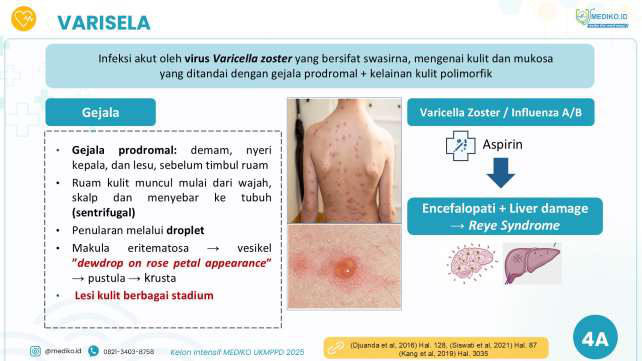 VARISELA
MEDIKO.ID
Infeksi akut oleh virus Varicella zoster yang bersifat swasirna, mengenai kulit dan mukosa
yang ditandai dengan gejala prodromal + kelainan kulit polimorfik
Gejala
• Gejala prodromal: demam, nyeri
kepala, dan lesu, sebelum timbul ruam
• Ruam kulit muncul mulai dari wajah,
skalp dan menyebar ke tubuh
(sentrifugal)
• Penularan melalui droplet
• Makula eritematosa → vesikel
"dewdrop on rose petal appearance"
→ pustula → krusta
• Lesi kulit berbagai stadium
Varicella Zoster / Influenza A/B
Aspirin
Encefalopati + Liver damage
→ Reye Syndrome
@mediko.id
0821-3403-8758
Kelon Intensif MEDIKO UKMPPD 2025
(Djuanda et al, 2016) Hal. 128, (Siswati et al, 2021) Hal. 87
(Kang et al, 2019) Hal. 3035
4A